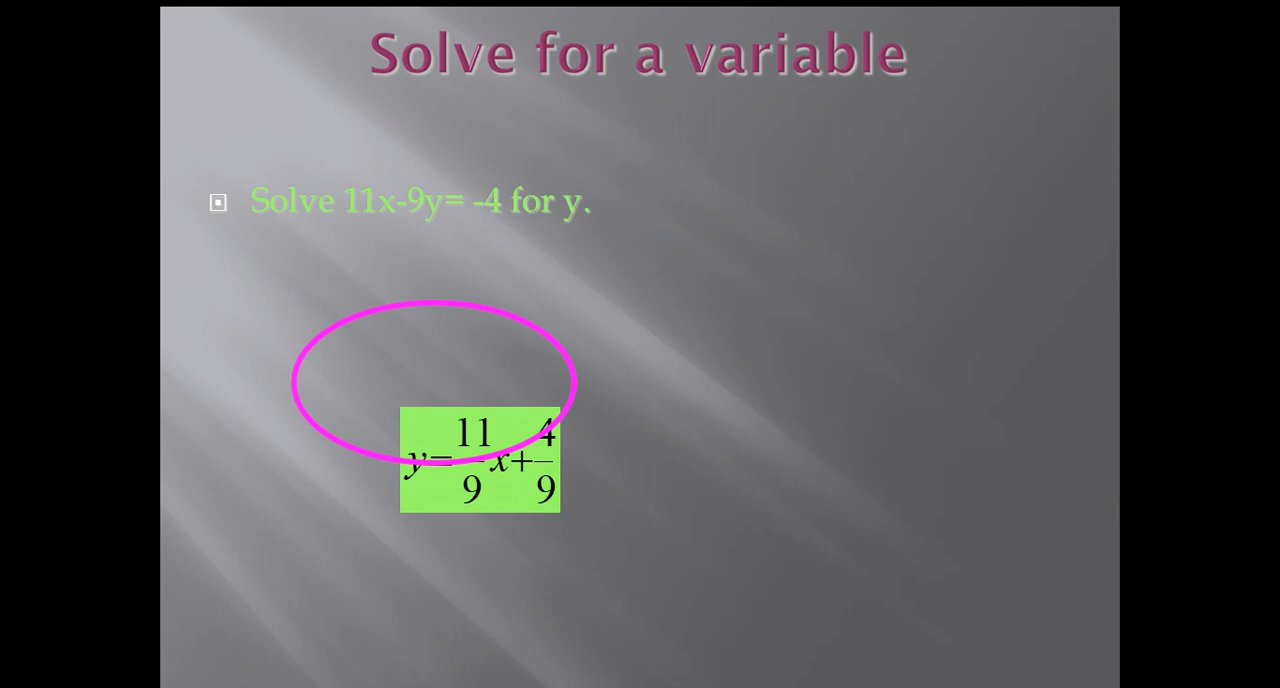 Solve for a variable
Solve 11x-9y= -4 for y.
y=11/9 x+4/9